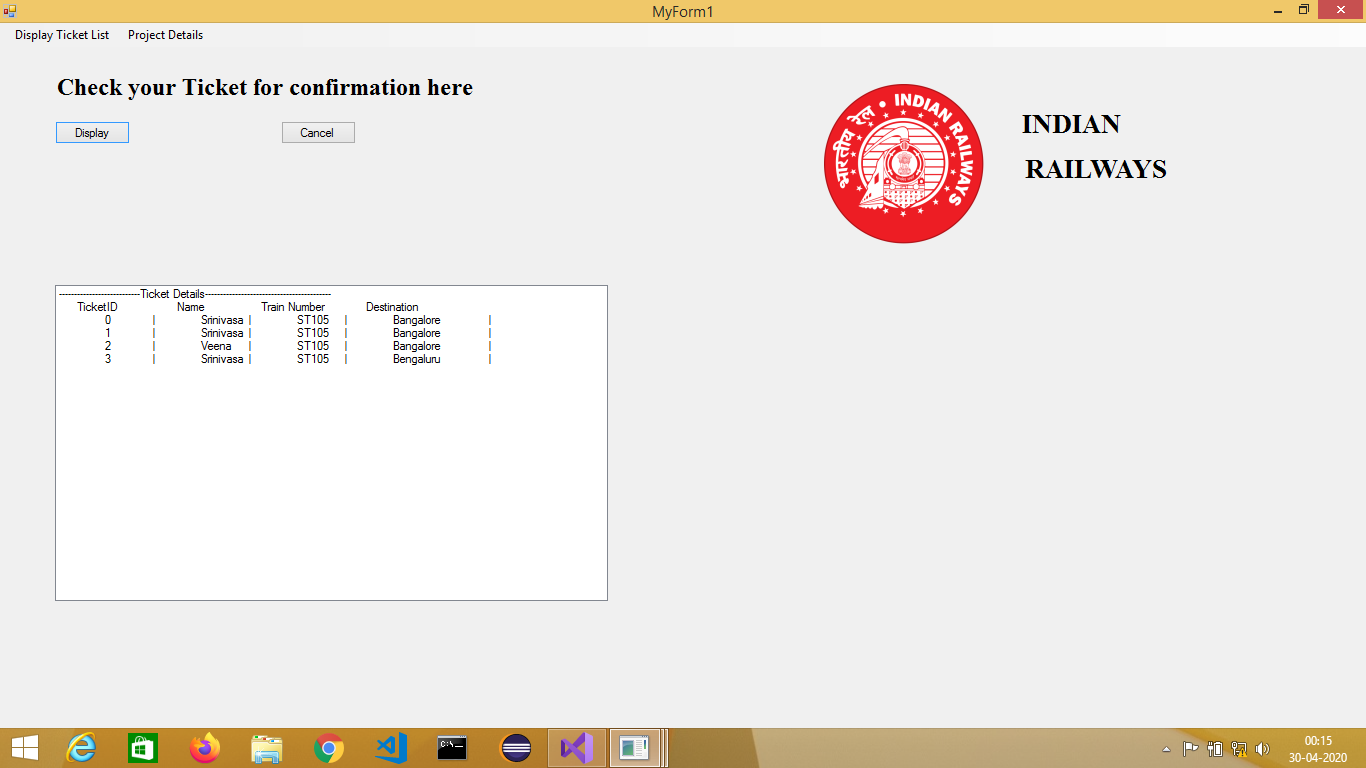 MyForm1
Display Ticket List Project Details
Check your Ticket for confirmation here
Display Cancel
भारतीय रेल • INDIAN RAILWAYS
INDIAN
RAILWAYS
---------------------------Ticket Details------------------------------------------
TicketID Name Train Number Destination
0 | Srinivasa | ST105 | Bangalore |
1 | Srinivasa | ST105 | Bangalore |
2 | Veena | ST105 | Bangalore |
3 | Srinivasa | ST105 | Bengaluru |
C:\
00:15
30-04-2020